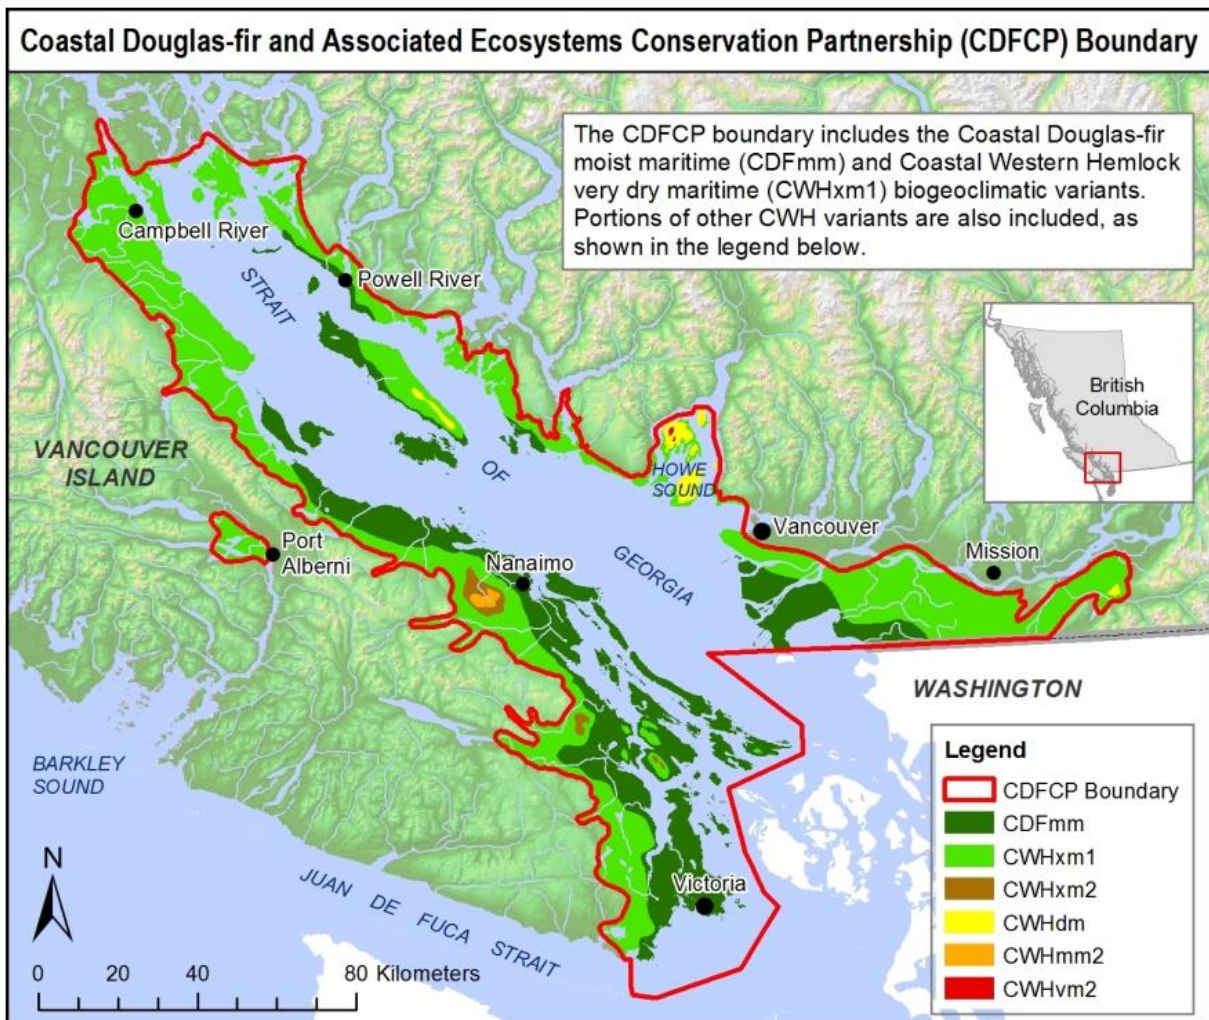 Coastal Douglas-fir and Associated Ecosystems Conservation Partnership (CDFCP) Boundary
The CDFCP boundary includes the Coastal Douglas-fir
moist maritime (CDFmm) and Coastal Western Hemlock
very dry maritime (CWHxm1) biogeoclimatic variants.
Portions of other CWH variants are also included, as
shown in the legend below.
Campbell River
Powell River
STRAIT
OF
GEORGIA
British
Columbia
VANCOUVER
ISLAND
HOWE
SOUND
Vancouver
Mission
Port
Alberni
Nanaimo
WASHINGTON
BARKLEY
SOUND
Victoria
JUAN DE FUCA STRAIT
N
0 20 40 80 Kilometers
Legend
CDFCP Boundary
CDFmm
CWHxm1
CWHxm2
CWHdm
CWHmm2
CWHvm2